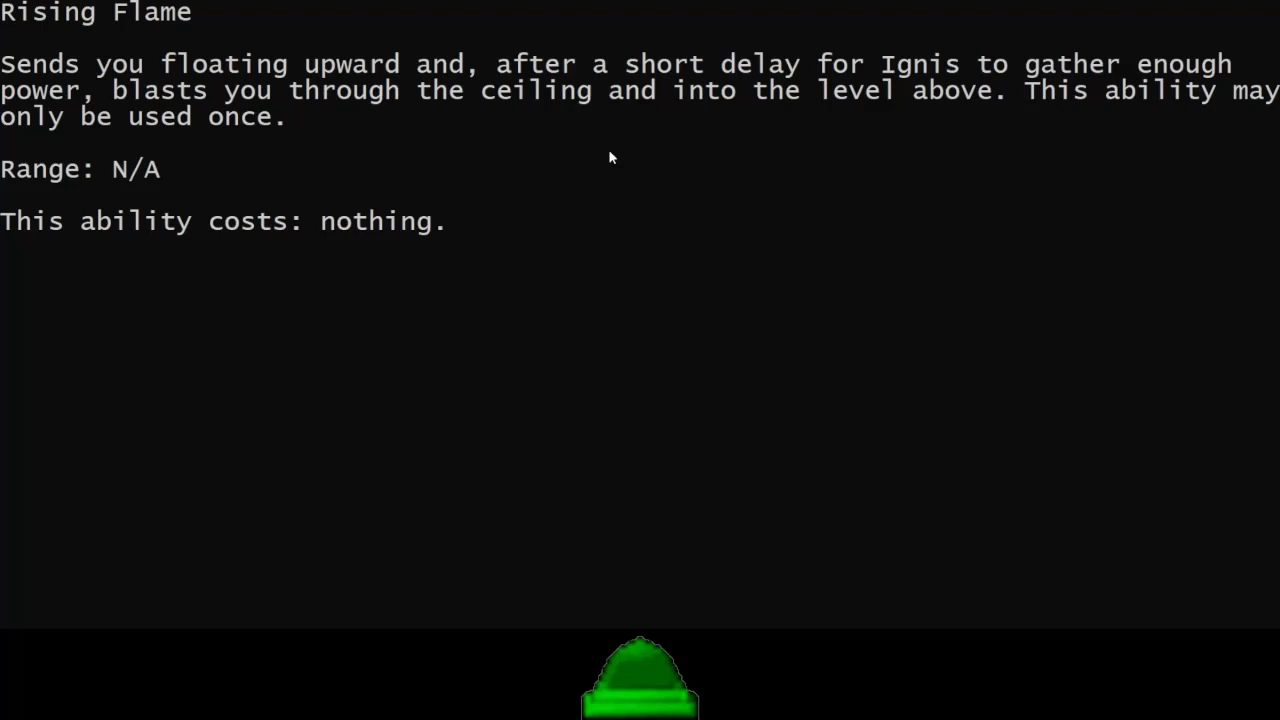 Rising Flame
Sends you floating upward and, after a short delay for Ignis to gather enough
power, blasts you through the ceiling and into the level above. This ability may
only be used once.
Range: N/A
This ability costs: nothing.